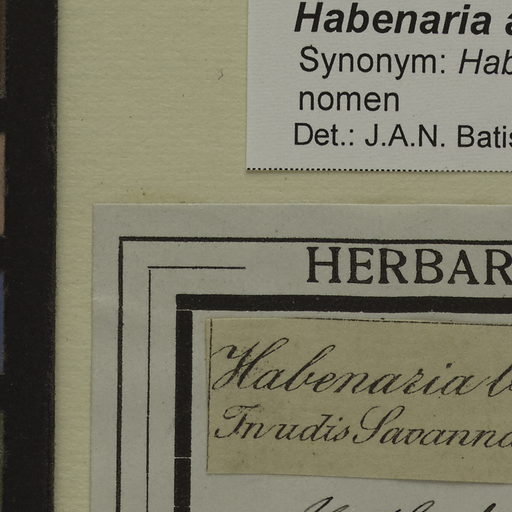 Habenaria a
Synonym: Hab
nomen
Det.: J.A.N. Batis
HERBAR
Habenaria
In udis Savanna